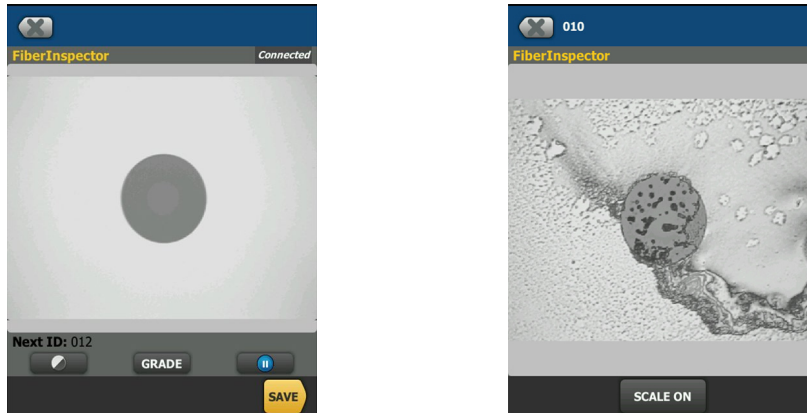 FiberInspector
Connected
Next ID: 012
GRADE
SAVE
010
FiberInspector
SCALE ON